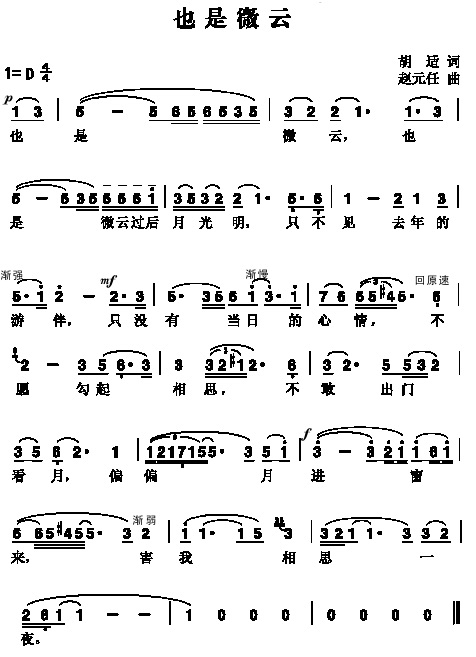 也是微云
胡适 词
1=D 4/4
赵元任 曲
p
1 3 | 5 - 5 6 5 6 5 3 5 | 3 2 2 1· 1·3 |
也 是 微 云， 也
5 - 5 3 5 5 5 5 1 | 3 5 3 2 2 1· 5·5 | 1 - 2 1 3 |
是 微云过后 月 光 明， 只 不 见 去年的
渐强 mf 渐慢 回原速
5·1 2 - 2·3 | 5· 3 5 6 1 3·1 | 7 6 6 5 #4 5· 5 |
游 伴， 只 没 有 当 日 的 心 情， 不
2 - 3 5 6·3 | 3 3 2 #1 2· 6· | 3 2· 5 5 3 2 |
愿 勾起 相 思， 不 敢 出门
f
3 5 6 2· 1 | 1 2 1 7 1 5 5· 3 5 1 | 3 - 3 2 1 1 6 1 |
看 月， 偏 偏 月 进 窗
渐弱
6 6 5 #4 5 5· 3 2 | 1 1· 1 5 3 | 3 2 1 1· 3 3 2 |
来， 害 我 相 思 一
2 6 1 1 - - | 1 0 0 0 | 0 0 0 0 ‖
夜。